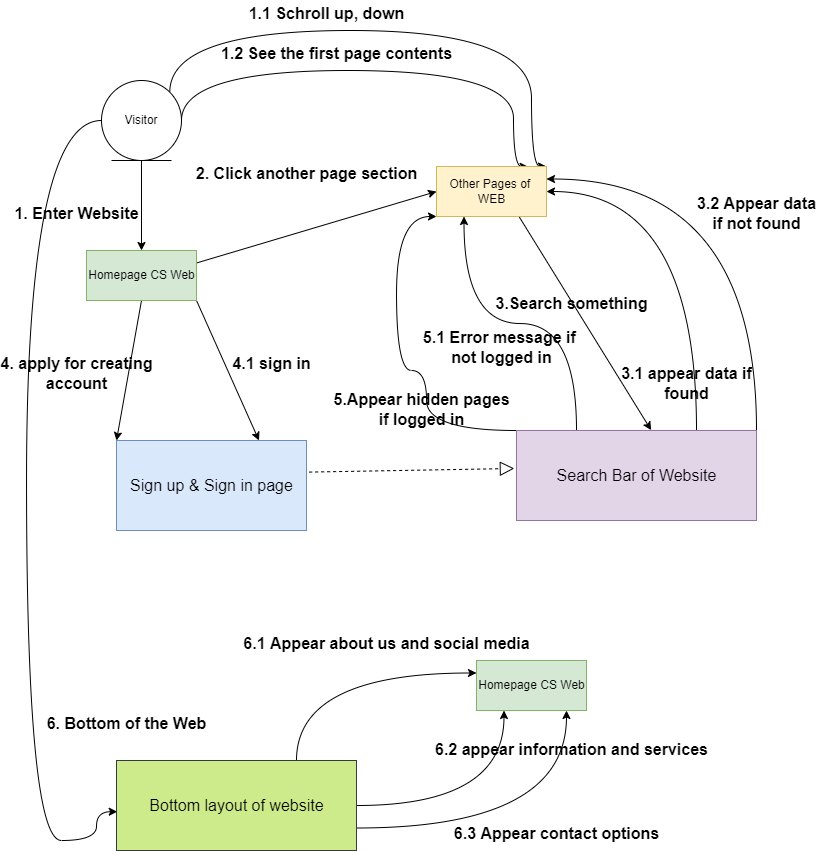 1.1 Schroll up, down
1.2 See the first page contents
Visitor
2. Click another page section
Other Pages of
WEB
3.2 Appear data
if not found
1. Enter Website
Homepage CS Web
3.Search something
5.1 Error message if
not logged in
4. apply for creating
account
4.1 sign in
3.1 appear data if
found
5.Appear hidden pages
if logged in
Sign up & Sign in page
Search Bar of Website
6.1 Appear about us and social media
Homepage CS Web
6. Bottom of the Web
6.2 appear information and services
Bottom layout of website
6.3 Appear contact options